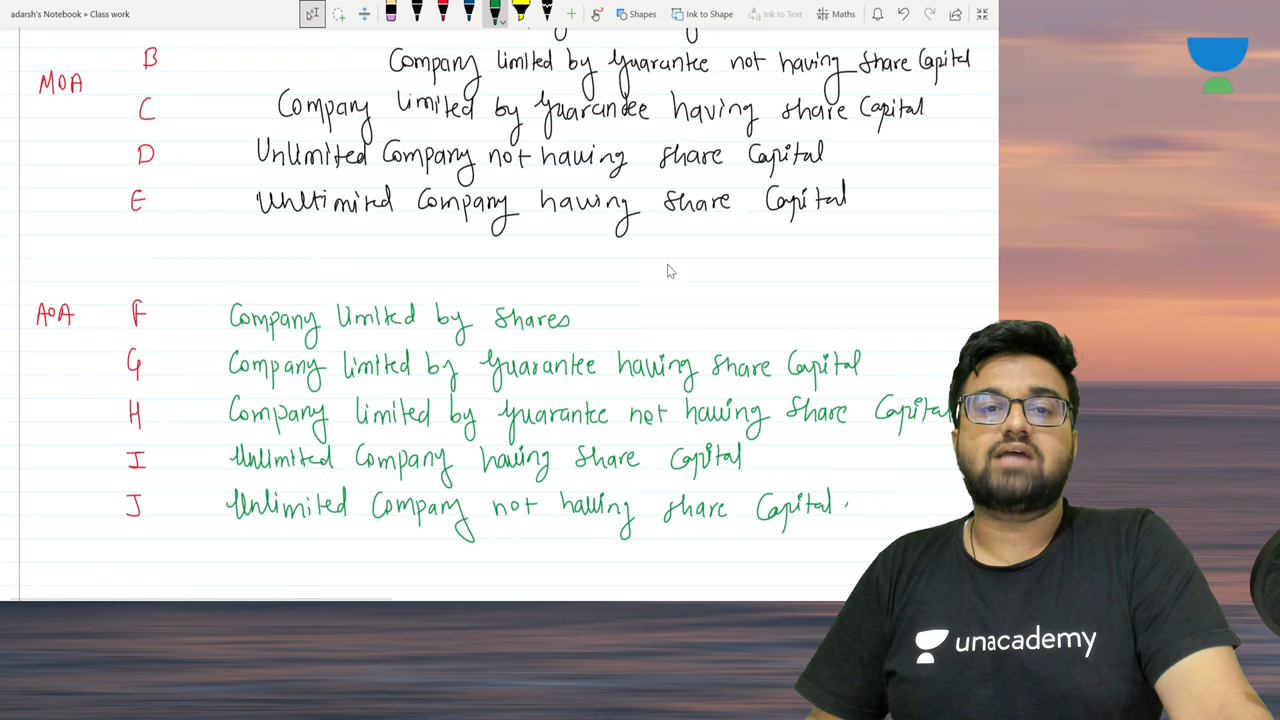 adarsh's Notebook » Class work
Shapes
Ink to Shape
Ink to Text
Maths
B Company limited by guarantee not having share Capital
MOA
C Company limited by guarantee having share Capital
D Unlimited Company not having share Capital
E Unlimited Company having share Capital
AOA F Company limited by shares
G Company limited by guarantee having share Capital
H Company limited by guarantee not having share Capital
I Unlimited Company having share Capital
J Unlimited Company not having share Capital.
unacademy